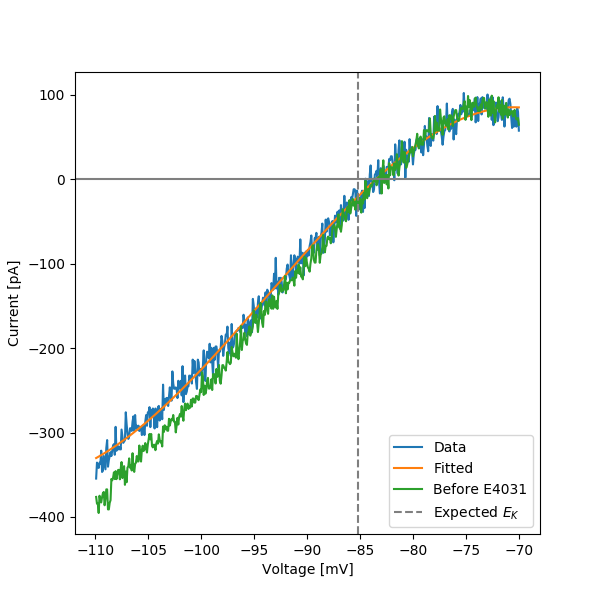 100
0
−100
−200
−300
−400
Current [pA]
−110
−105
−100
−95
−90
−85
−80
−75
−70
Voltage [mV]
Data
Fitted
Before E4031
Expected E_K